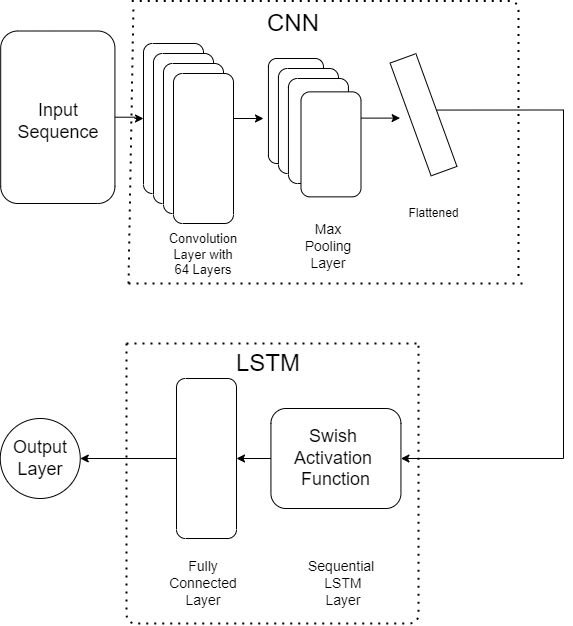 CNN
Input
Sequence
Convolution
Layer with
64 Layers
Max
Pooling
Layer
Flattened
LSTM
Output
Layer
Swish
Activation
Function
Fully
Connected
Layer
Sequential
LSTM
Layer